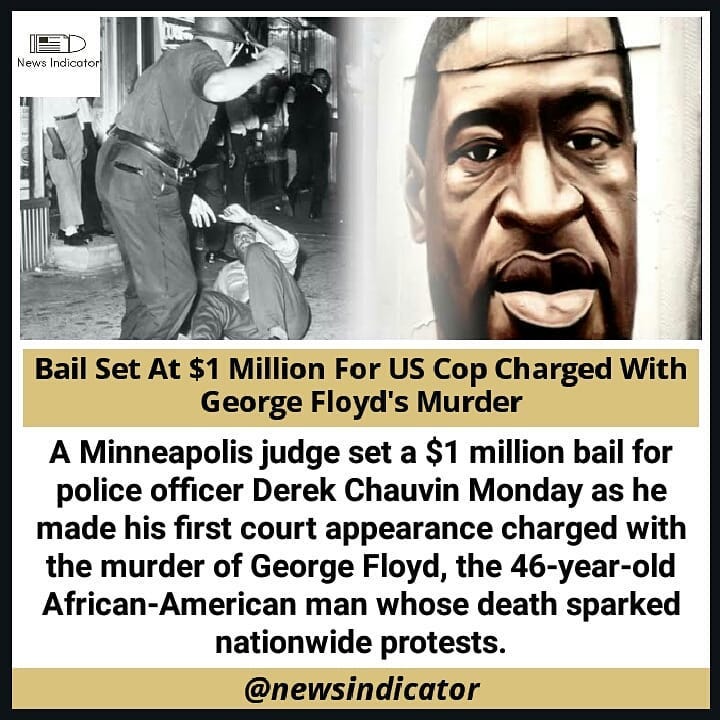 News Indicator
Bail Set At $1 Million For US Cop Charged With
George Floyd's Murder
A Minneapolis judge set a $1 million bail for
police officer Derek Chauvin Monday as he
made his first court appearance charged with
the murder of George Floyd, the 46-year-old
African-American man whose death sparked
nationwide protests.
@newsindicator